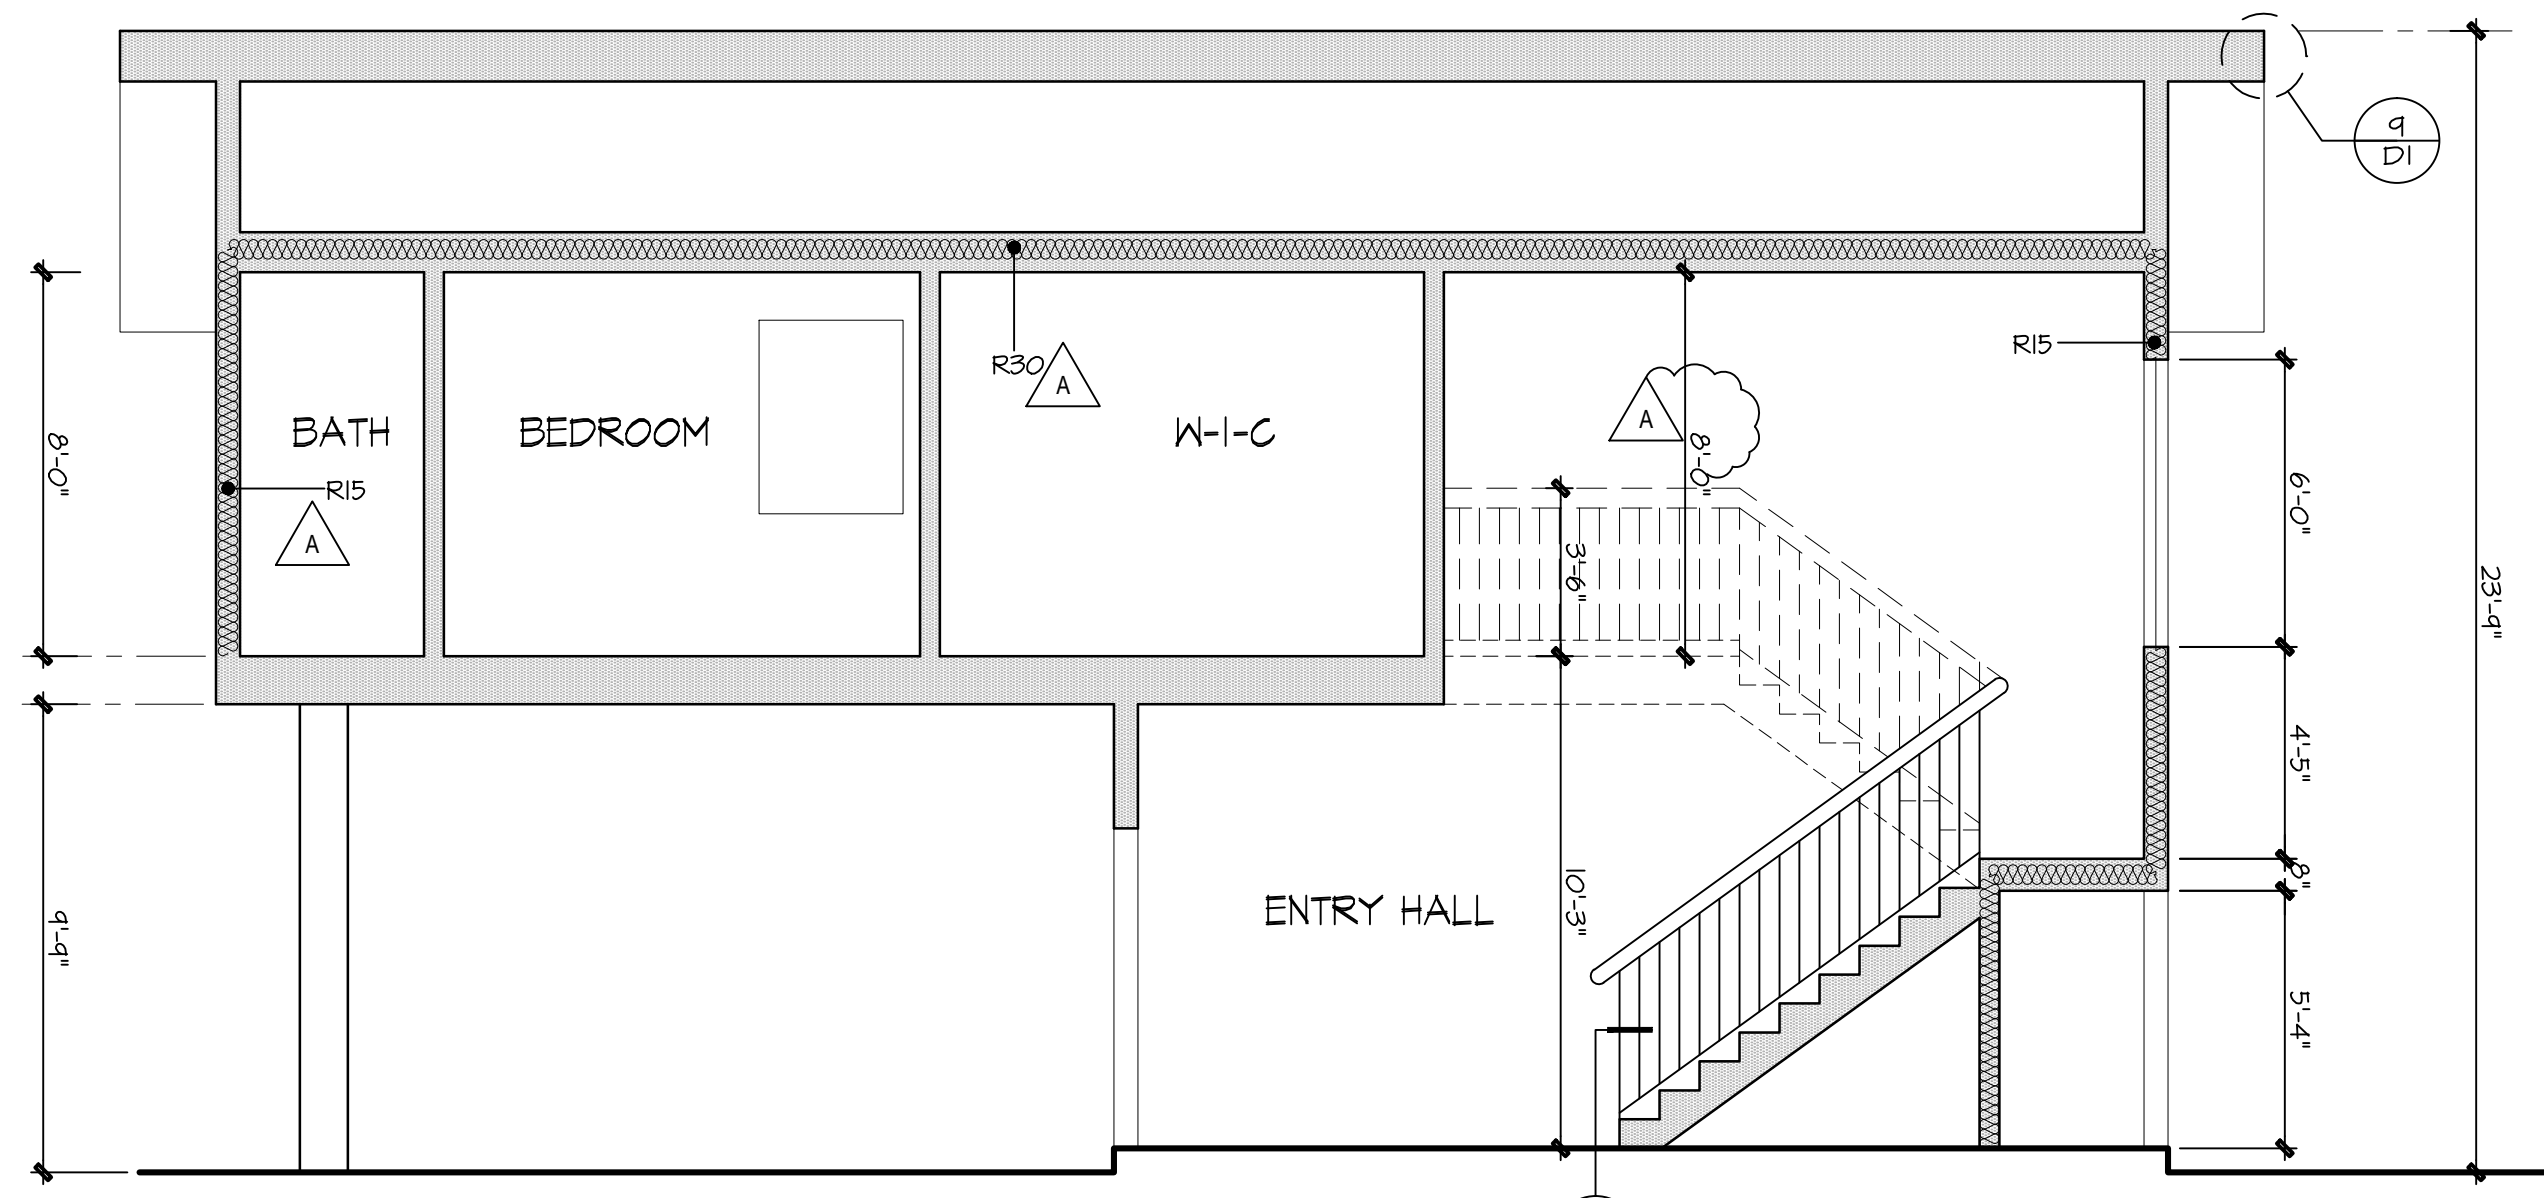 9
D1
R30
A
R15
A
8'-0"
BATH
BEDROOM
W-I-C
8'-0"
R15
A
6'-0"
3'-6"
23'-9"
4'-5"
8"
9'-9"
ENTRY HALL
10'-3"
5'-4"